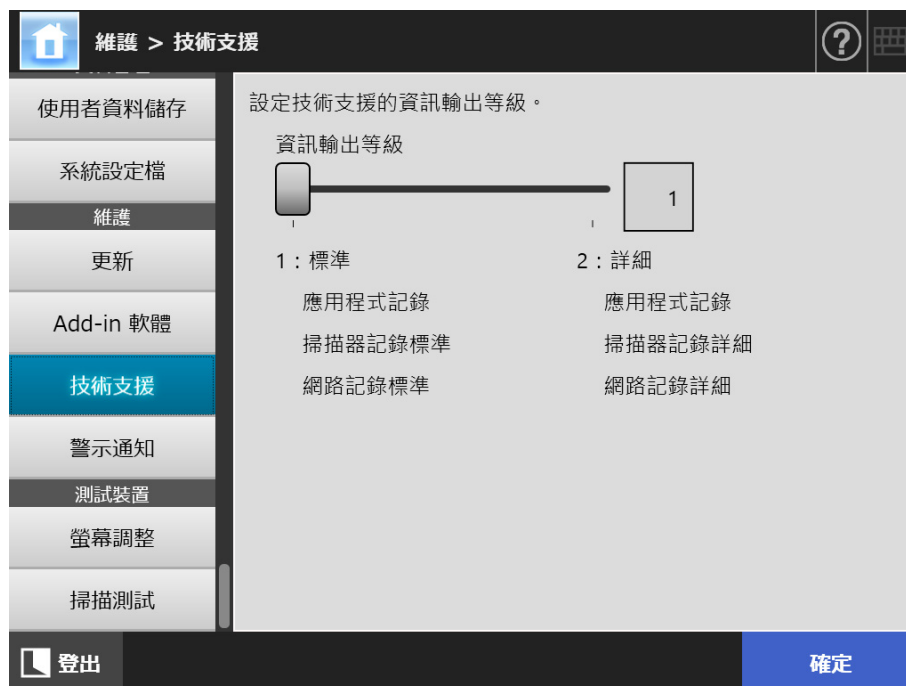 維護 > 技術支援
使用者資料儲存
系統設定檔
維護
更新
Add-in 軟體
技術支援
警示通知
測試裝置
螢幕調整
掃描測試
設定技術支援的資訊輸出等級。
資訊輸出等級
1
1：標準
應用程式記錄
掃描器記錄標準
網路記錄標準
2：詳細
應用程式記錄
掃描器記錄詳細
網路記錄詳細
登出
確定